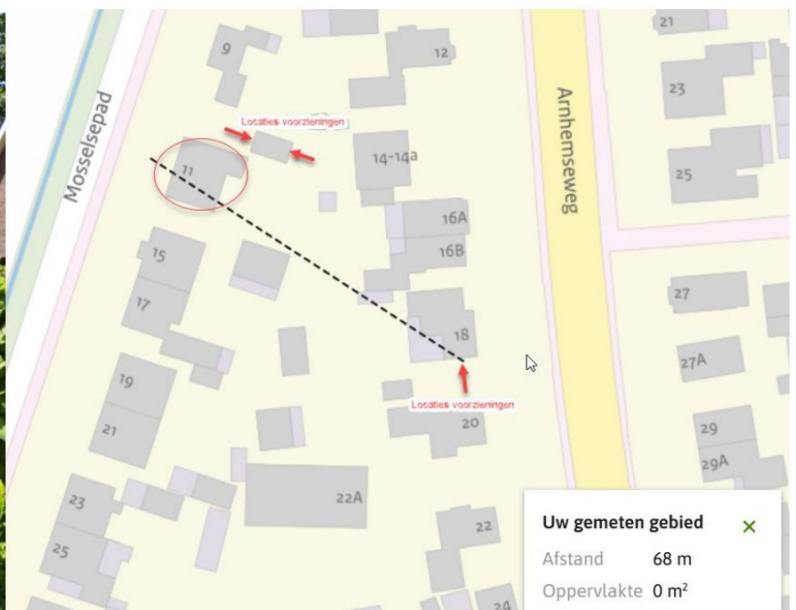 21
9
12
23
Mosselsepad
Locaties voorzieningen
Arnhemseweg
14-14a
11
25
16A
15
16B
27
17
18
27A
19
Locaties voorzieningen
20
21
29
29A
22A
23
Uw gemeten gebied
22
25
Afstand 68 m
Oppervlakte 0 m²
24